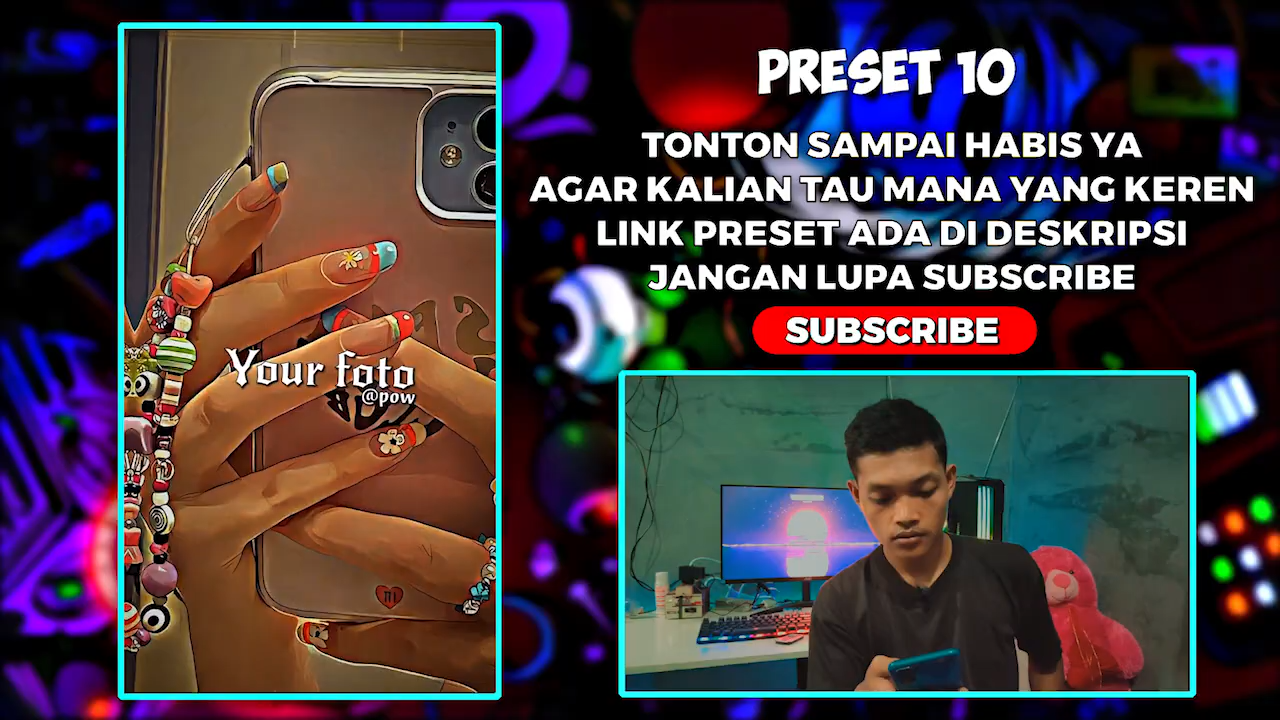 PRESET 10
TONTON SAMPAI HABIS YA
AGAR KALIAN TAU MANA YANG KEREN
LINK PRESET ADA DI DESKRIPSI
JANGAN LUPA SUBSCRIBE
SUBSCRIBE
Your foto
@pow